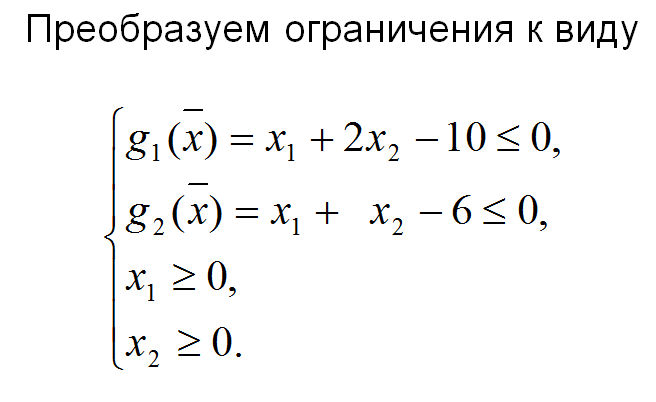 Преобразуем ограничения к виду
g₁(x̄) = x₁ + 2x₂ − 10 ≤ 0,
g₂(x̄) = x₁ + x₂ − 6 ≤ 0,
x₁ ≥ 0,
x₂ ≥ 0.